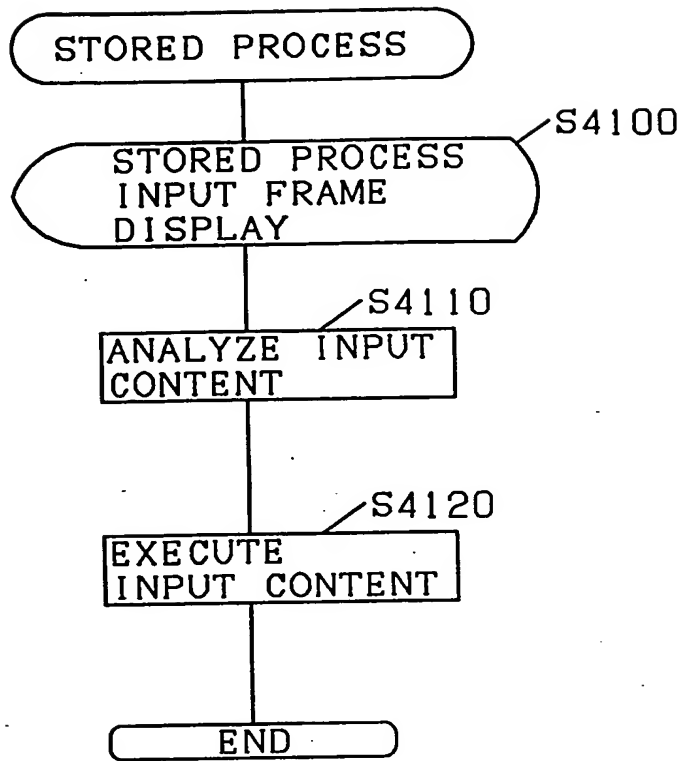 STORED PROCESS
S4100
STORED PROCESS
INPUT FRAME
DISPLAY
S4110
ANALYZE INPUT
CONTENT
S4120
EXECUTE
INPUT CONTENT
END